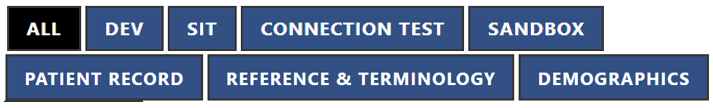 ALL DEV SIT CONNECTION TEST SANDBOX
PATIENT RECORD REFERENCE & TERMINOLOGY DEMOGRAPHICS